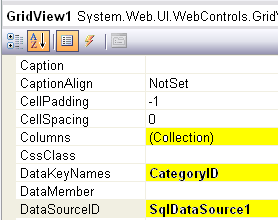 GridView1 System.Web.UI.WebControls.Grid
Caption
CaptionAlign NotSet
CellPadding -1
CellSpacing 0
Columns (Collection)
CssClass
DataKeyNames CategoryID
DataMember
DataSourceID SqlDataSource1